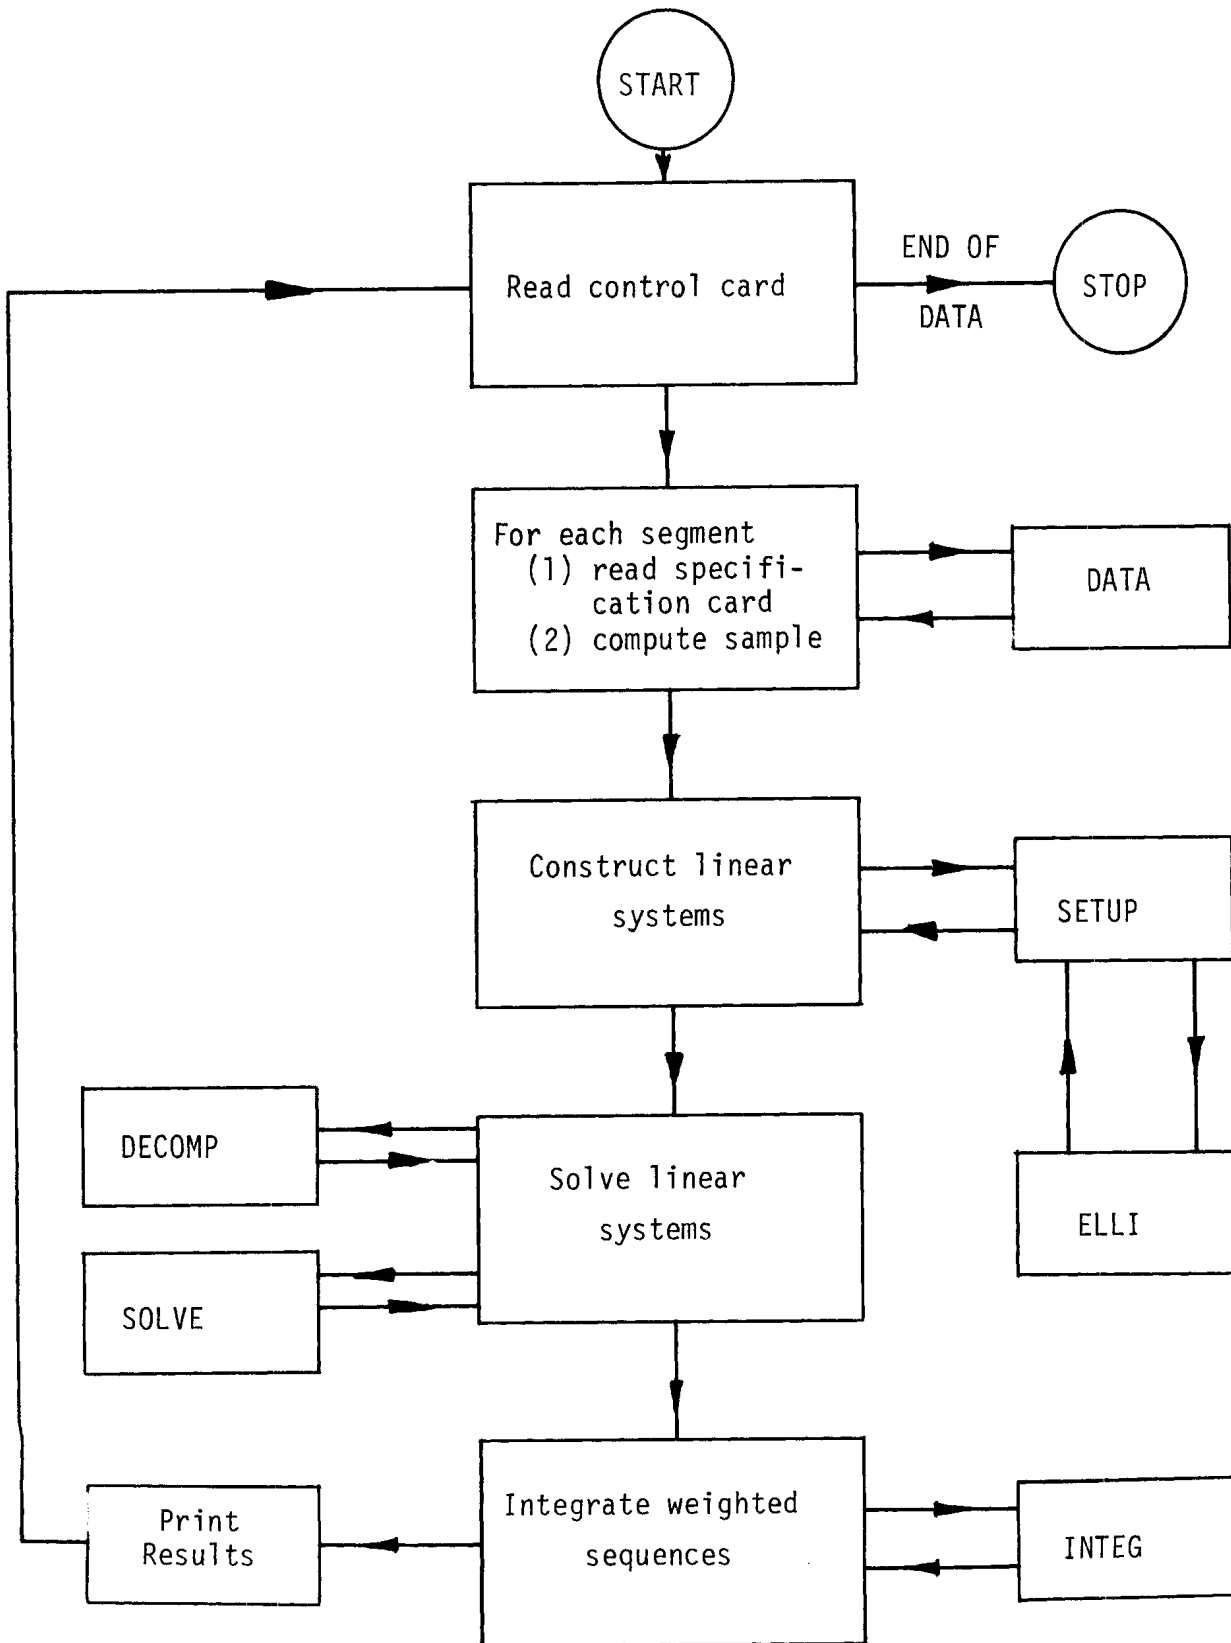 START
Read control card
END OF
DATA
STOP
For each segment
(1) read specifi-
cation card
(2) compute sample
DATA
Construct linear
systems
SETUP
DECOMP
Solve linear
systems
ELLI
SOLVE
Integrate weighted
sequences
Print
Results
INTEG